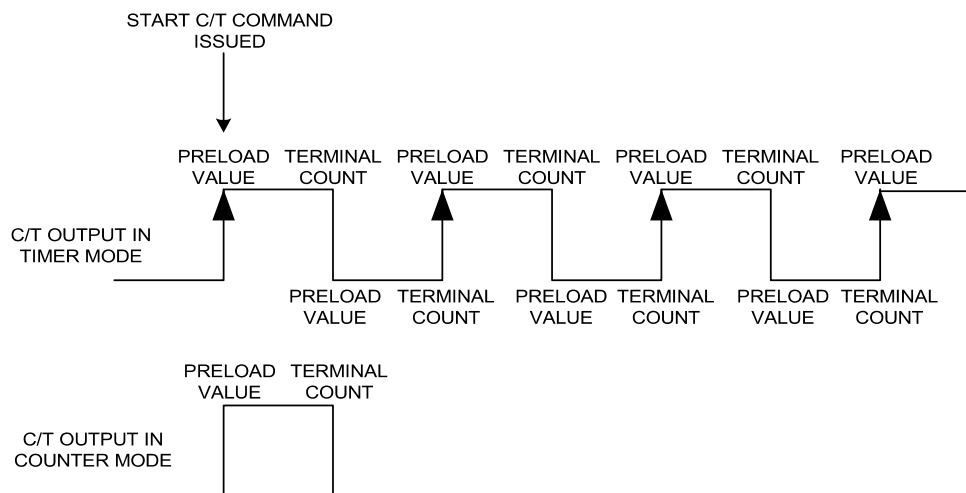 START C/T COMMAND
ISSUED
PRELOAD VALUE
TERMINAL COUNT
PRELOAD VALUE
TERMINAL COUNT
PRELOAD VALUE
TERMINAL COUNT
PRELOAD VALUE
C/T OUTPUT IN
TIMER MODE
PRELOAD VALUE
TERMINAL COUNT
PRELOAD VALUE
TERMINAL COUNT
PRELOAD VALUE
TERMINAL COUNT
PRELOAD VALUE
TERMINAL COUNT
C/T OUTPUT IN
COUNTER MODE